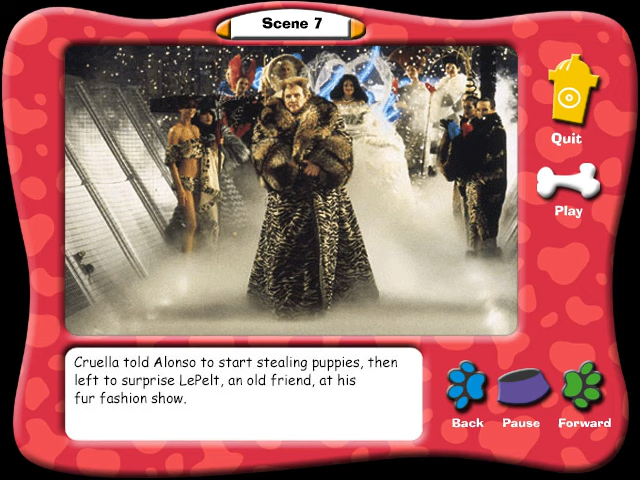 Scene 7
Quit
Play
Cruella told Alonso to start stealing puppies, then
left to surprise LePelt, an old friend, at his
fur fashion show.
Back
Pause
Forward